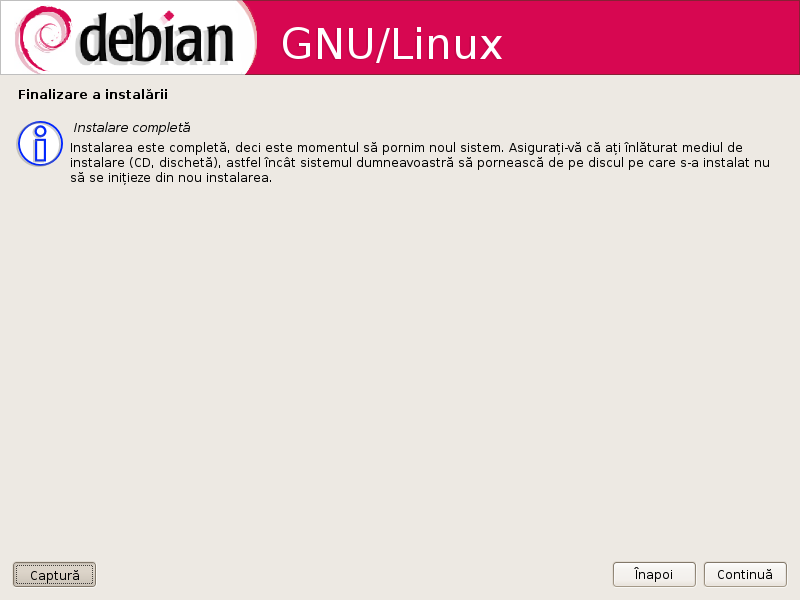 debian GNU/Linux
Finalizare a instalării
Instalare completă
Instalarea este completă, deci este momentul să pornim noul sistem. Asigurați-vă că ați înlăturat mediul de
instalare (CD, dischetă), astfel încât sistemul dumneavoastră să pornească de pe discul pe care s-a instalat nu
să se inițieze din nou instalarea.
Captură
Înapoi
Continuă